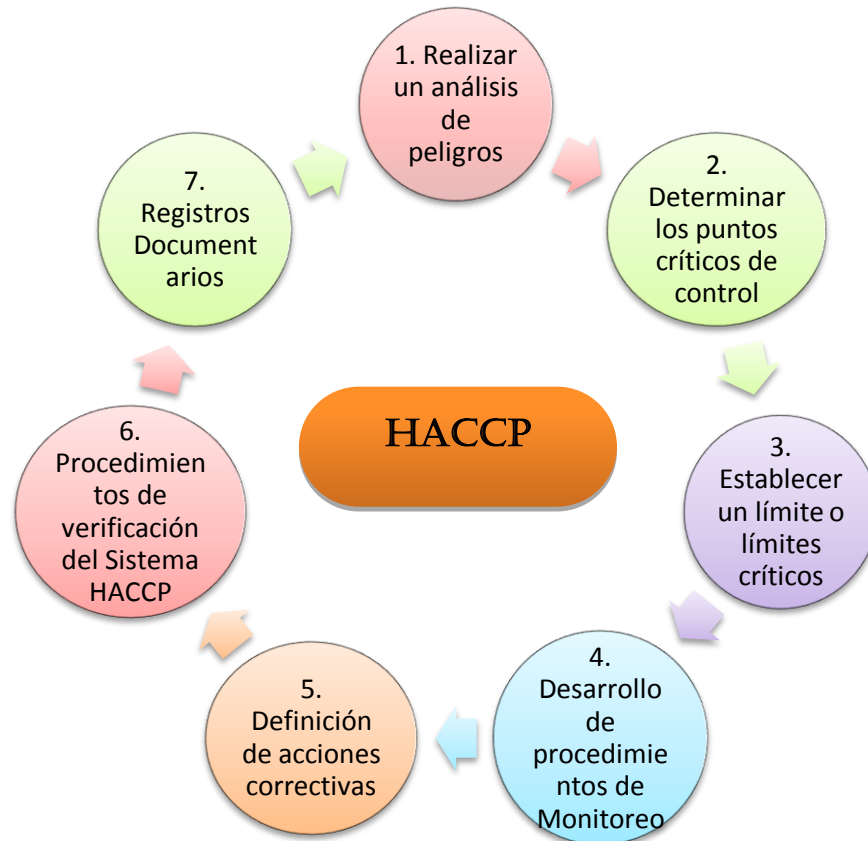 1. Realizar
un análisis
de
peligros
2.
Determinar
los puntos
críticos de
control
3.
Establecer
un límite o
límites
críticos
4.
Desarrollo
de
procedimie
ntos de
Monitoreo
5.
Definición
de acciones
correctivas
6.
Procedimien
tos de
verificación
del Sistema
HACCP
7.
Registros
Document
arios
HACCP